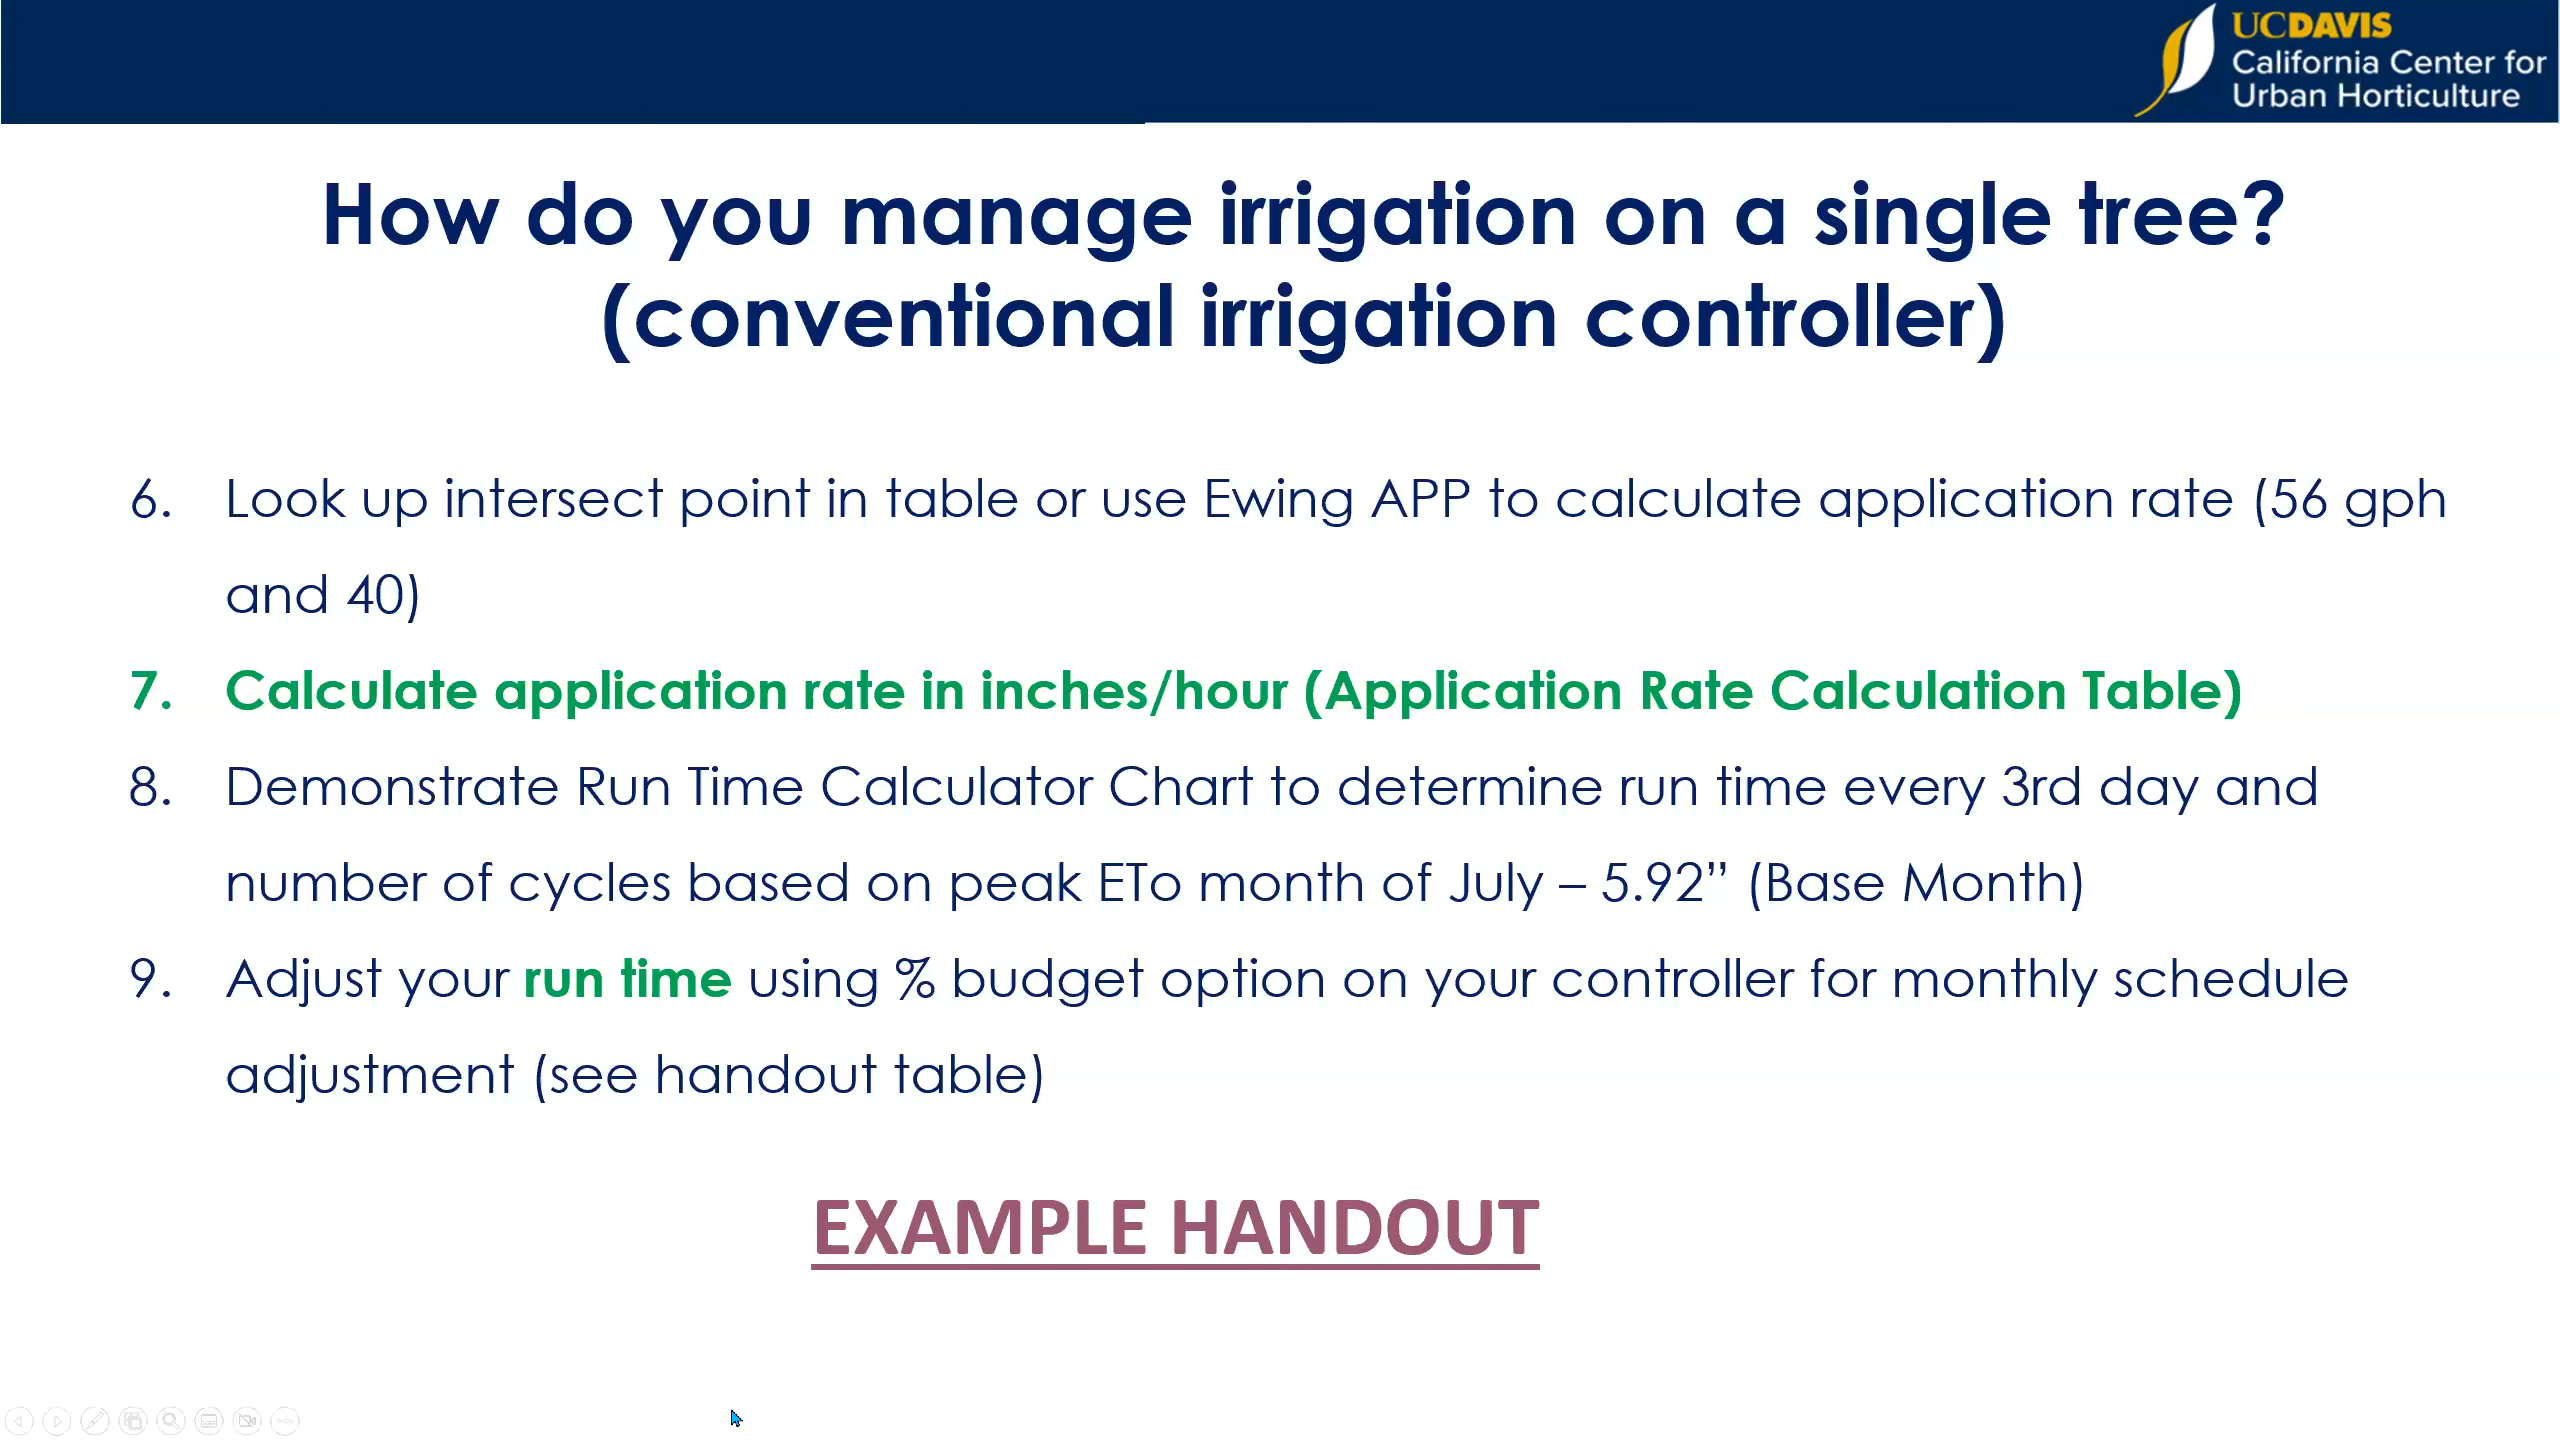 UCDAVIS
California Center for
Urban Horticulture
How do you manage irrigation on a single tree?
(conventional irrigation controller)
6. Look up intersect point in table or use Ewing APP to calculate application rate (56 gph
and 40)
7. Calculate application rate in inches/hour (Application Rate Calculation Table)
8. Demonstrate Run Time Calculator Chart to determine run time every 3rd day and
number of cycles based on peak ETo month of July – 5.92” (Base Month)
9. Adjust your run time using % budget option on your controller for monthly schedule
adjustment (see handout table)
EXAMPLE HANDOUT